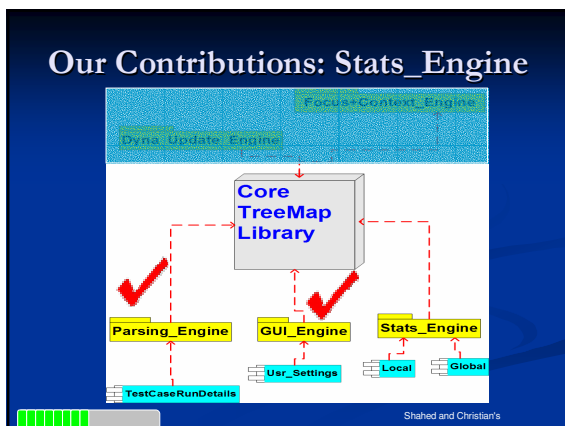 Our Contributions: Stats_Engine
Focus+Context_Engine
Dyna_Update_Engine
Core
TreeMap
Library
Parsing_Engine
GUI_Engine
Stats_Engine
Usr_Settings
Local
Global
TestCaseRunDetails
Shahed and Christian's